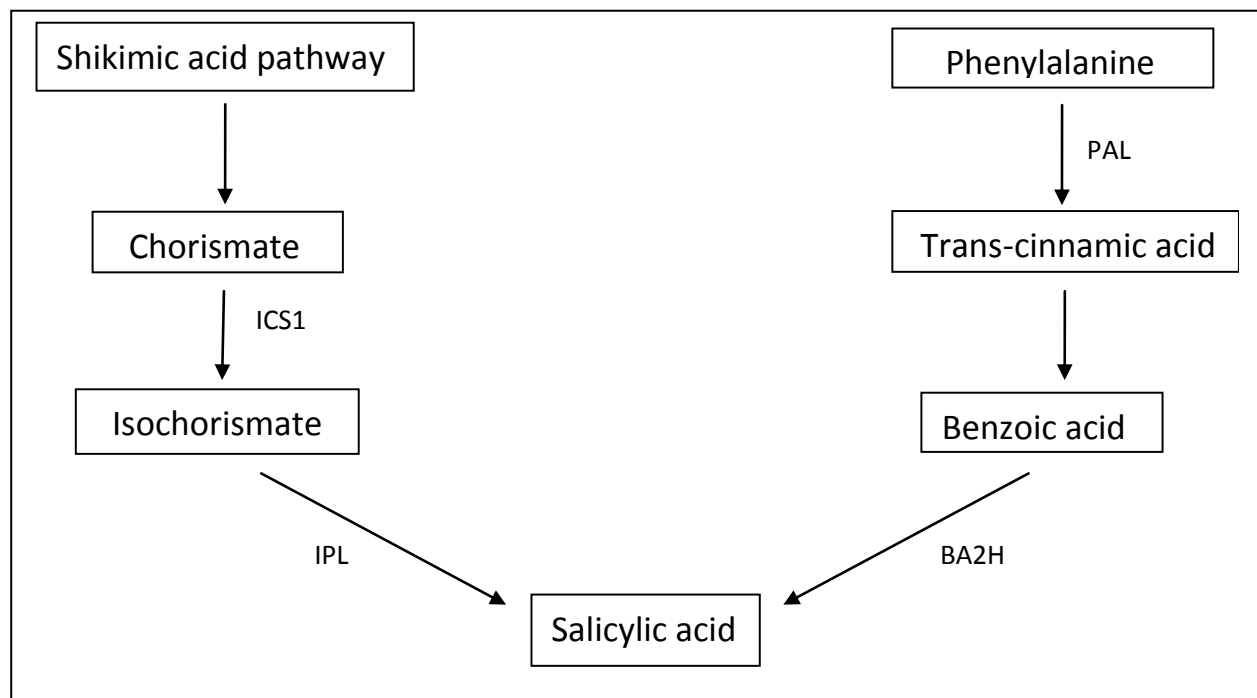 Shikimic acid pathway
Phenylalanine
PAL
Chorismate
Trans-cinnamic acid
ICS1
Isochorismate
Benzoic acid
IPL
BA2H
Salicylic acid